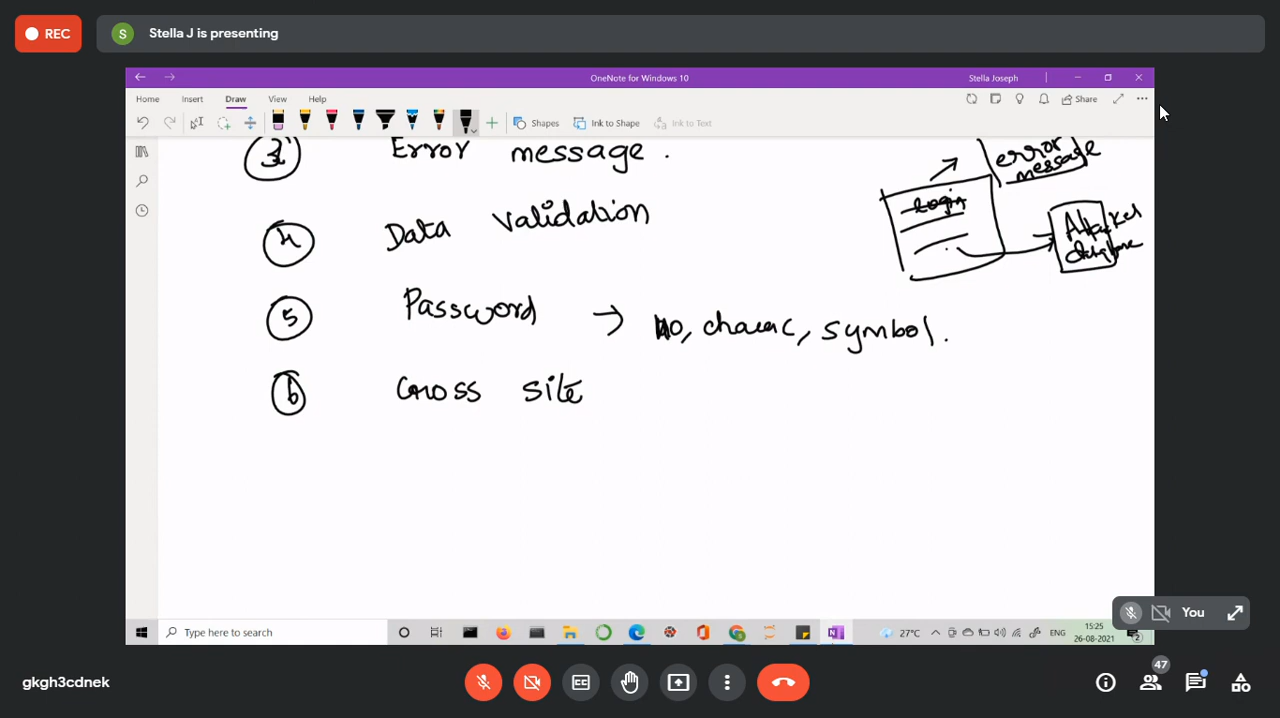 REC
S Stella J is presenting
OneNote for Windows 10
Stella Joseph
Home Insert Draw View Help
Share
Shapes Ink to Shape Ink to Text
3 Error message.
error message
Login
4 Data validation
Attacker database
5 Password → no, charac, symbol.
6 Cross site
You
Type here to search
27°C
ENG
15:25
26-08-2021
2
gkgh3cdnek
CC
47